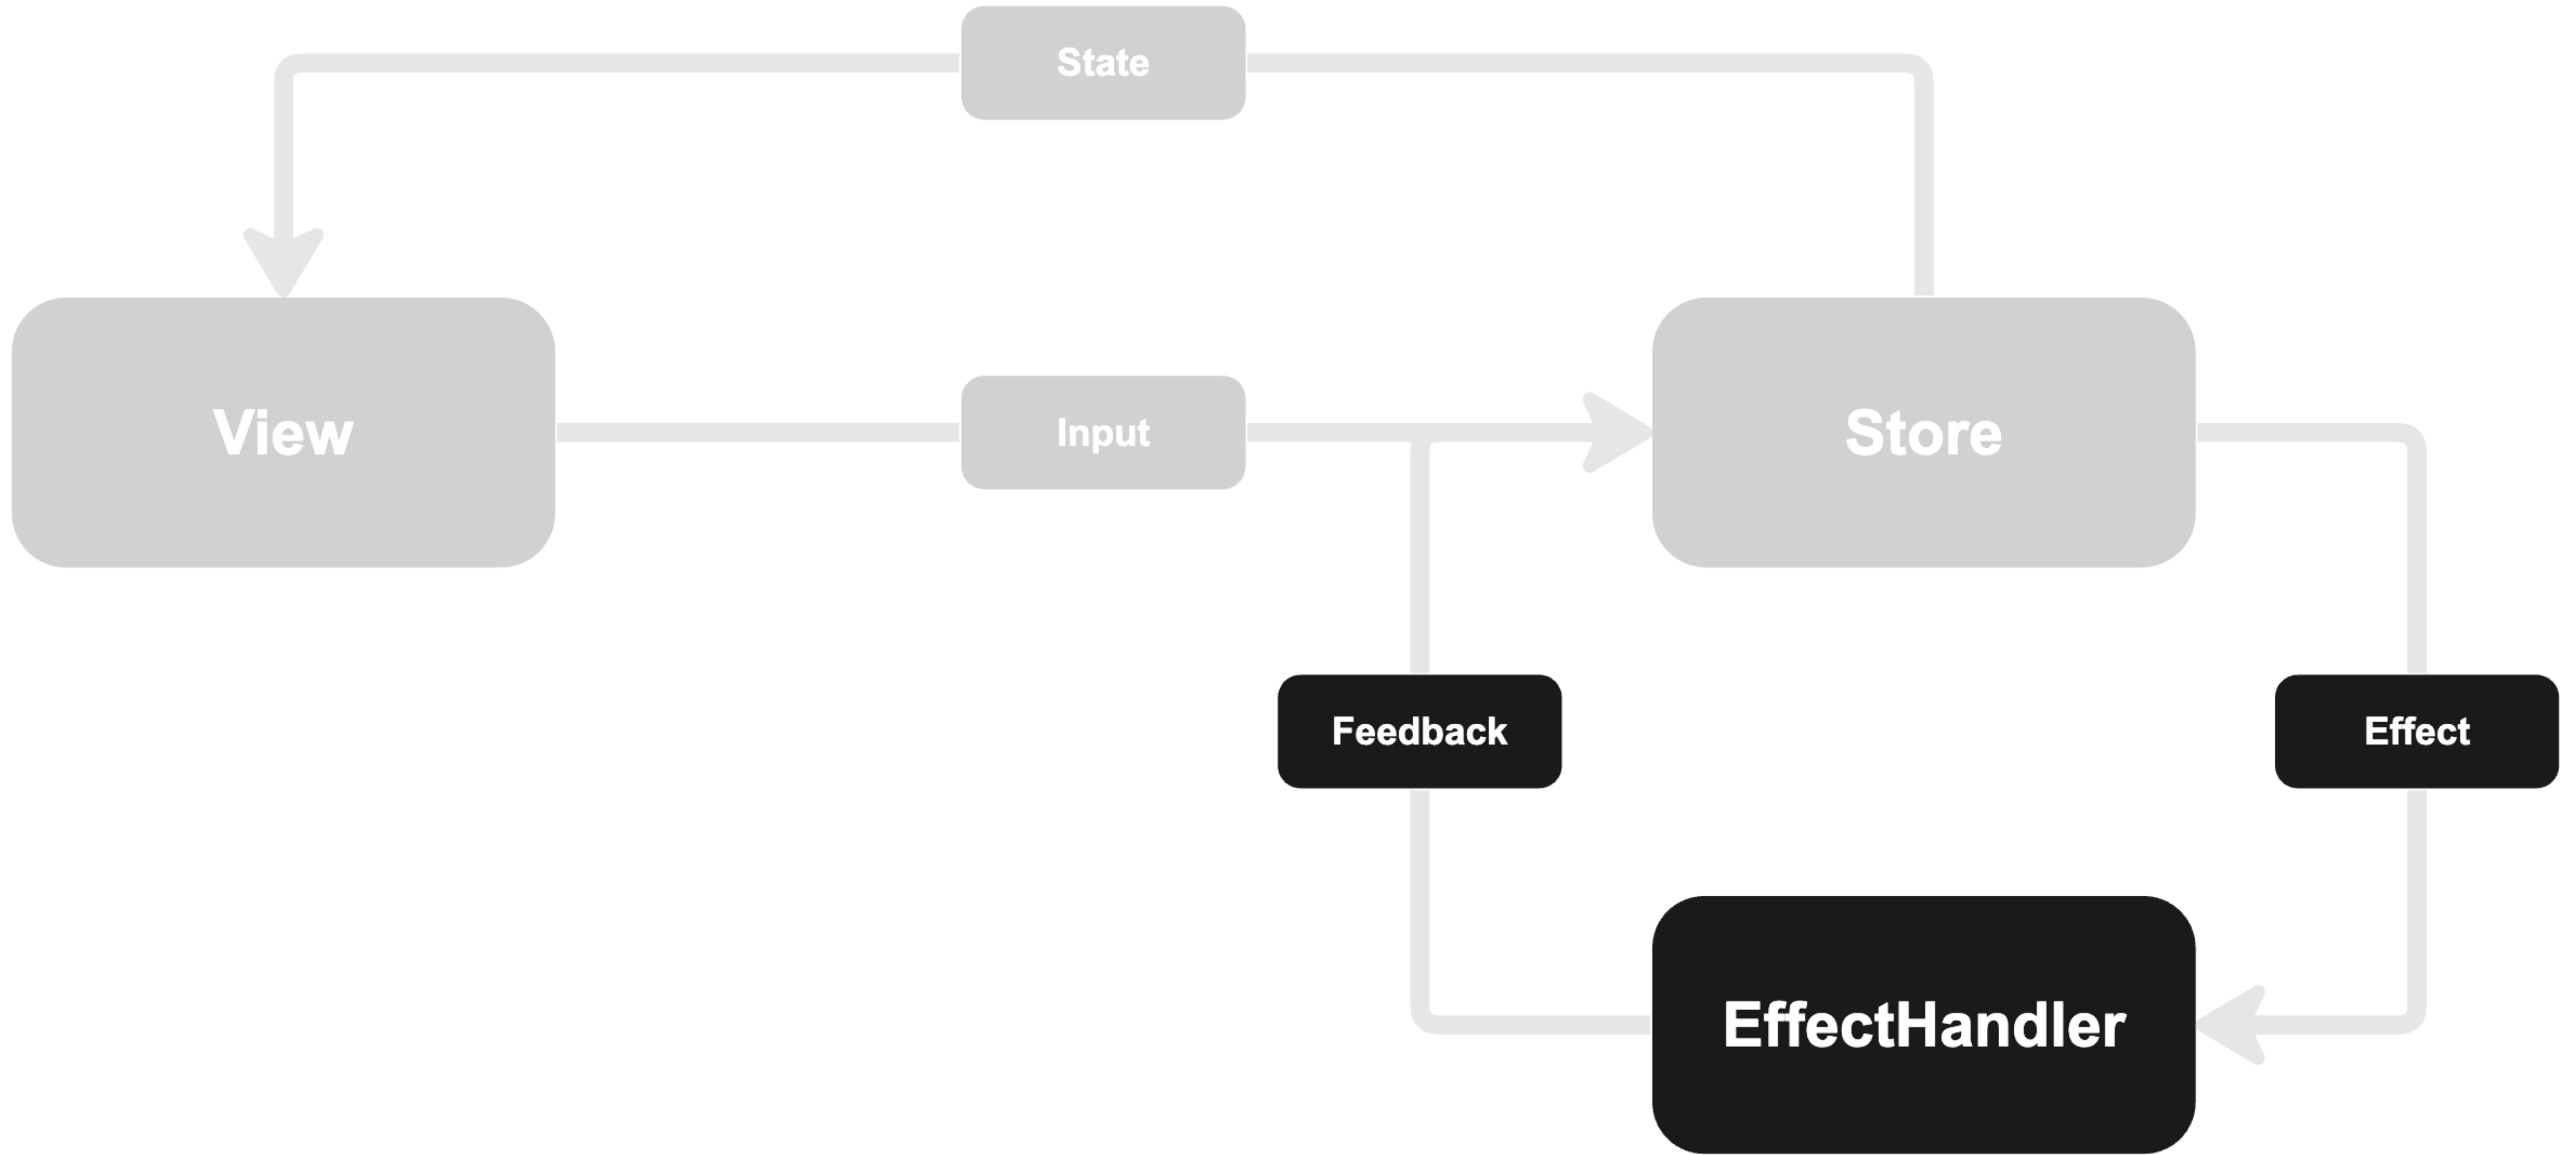 State
View
Input
Store
Feedback
Effect
EffectHandler